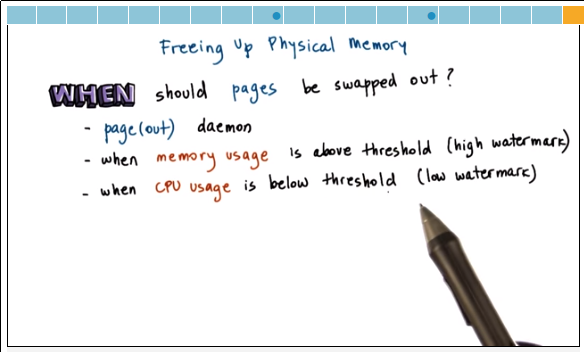 Freeing Up Physical Memory
WHEN should pages be swapped out?
- page(out) daemon
- when memory usage is above threshold (high watermark)
- when CPU usage is below threshold (low watermark)